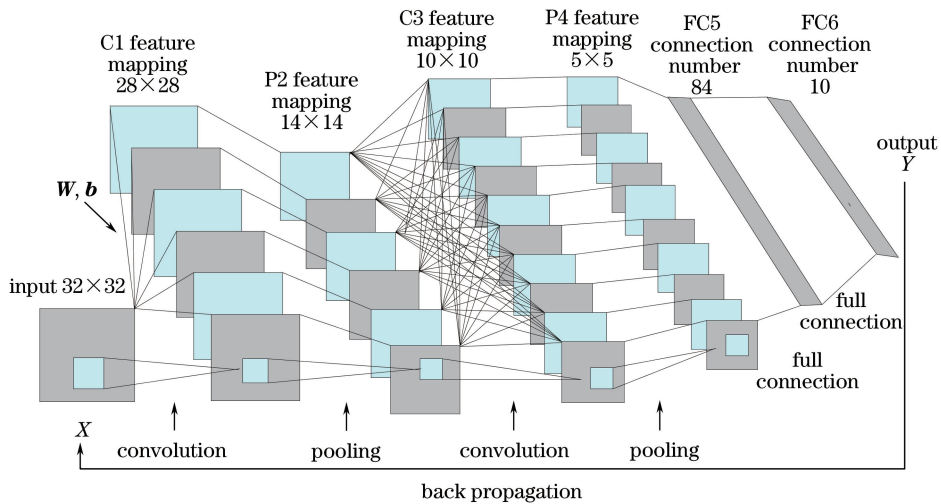 C1 feature
mapping
28×28
P2 feature
mapping
14×14
C3 feature
mapping
10×10
P4 feature
mapping
5×5
FC5
connection
number
84
FC6
connection
number
10
output
Y
W, b
input 32×32
full
connection
full
connection
X
convolution
pooling
convolution
pooling
back propagation